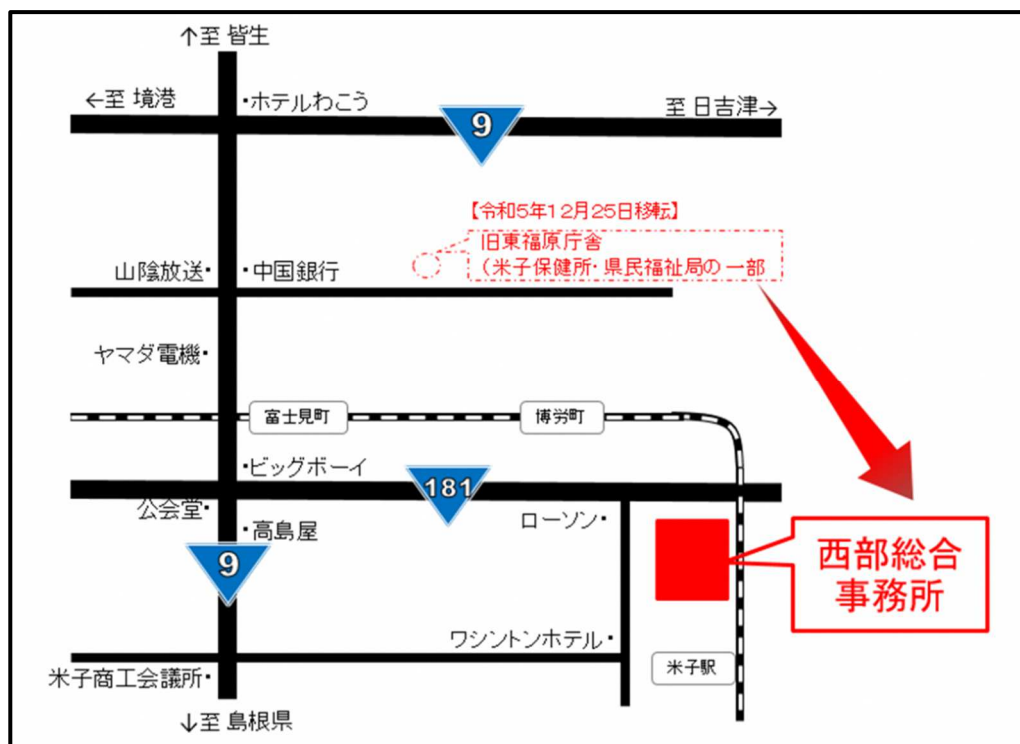 ↑至 皆生
←至 境港
・ホテルわこう
至 日吉津→
9
【令和5年12月25日移転】
旧東福原庁舎
（米子保健所・県民福祉局の一部
山陰放送・
・中国銀行
ヤマダ電機・
富士見町
博労町
・ビッグボーイ
181
公会堂・
・高島屋
ローソン・
9
西部総合
事務所
ワシントンホテル・
米子駅
米子商工会議所・
↓至 島根県